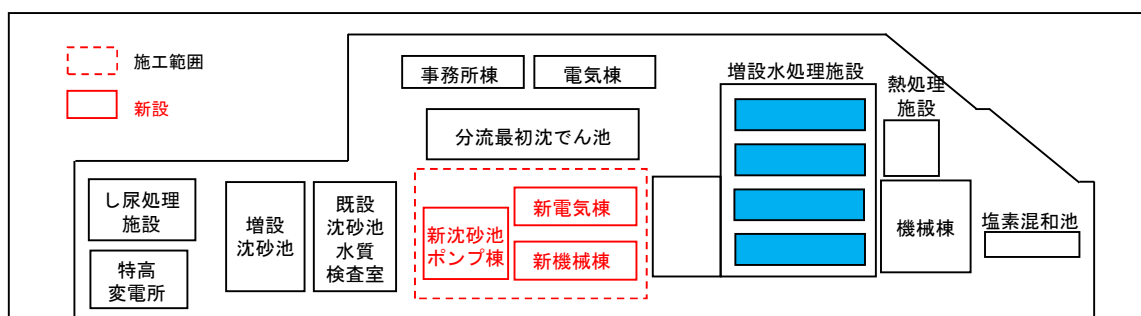 施工範囲
新設
事務所棟
電気棟
増設水処理施設
熱処理
施設
分流最初沈でん池
し尿処理
施設
特高
変電所
増設
沈砂池
既設
沈砂池
水質
検査室
新沈砂池
ポンプ棟
新電気棟
新機械棟
機械棟
塩素混和池